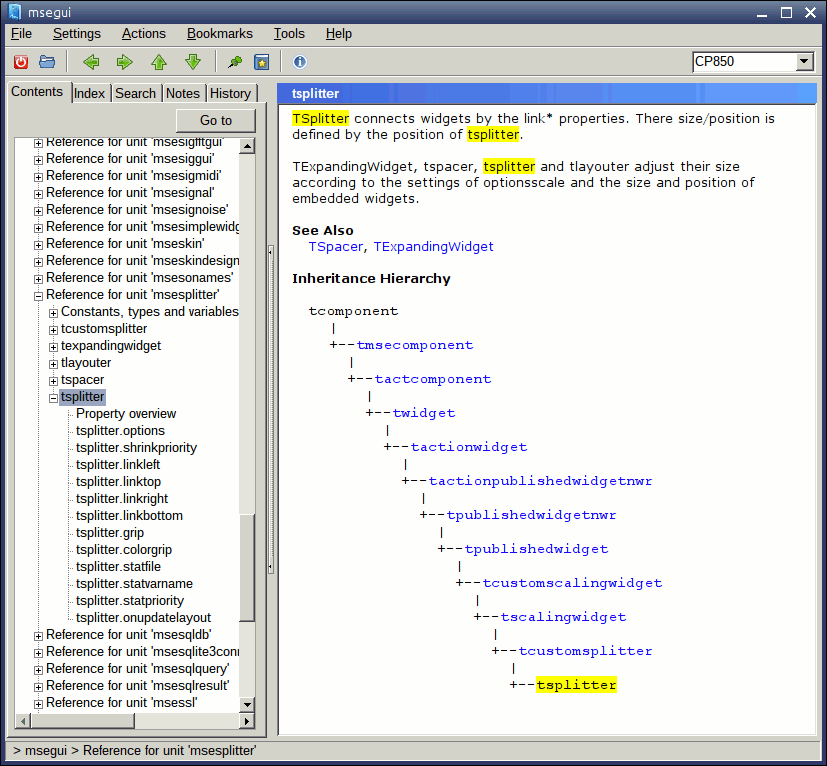 msegui
File Settings Actions Bookmarks Tools Help
CP850
Contents Index Search Notes History
Go to
Reference for unit 'msesigfftgui'
Reference for unit 'msesiggui'
Reference for unit 'msesigmidi'
Reference for unit 'msesignal'
Reference for unit 'msesignoise'
Reference for unit 'msesimplewidg
Reference for unit 'mseskin'
Reference for unit 'mseskindesign
Reference for unit 'msesonames'
Reference for unit 'msesplitter'
Constants, types and variables
tcustomsplitter
texpandingwidget
tlayouter
tspacer
tsplitter
Property overview
tsplitter.options
tsplitter.shrinkpriority
tsplitter.linkleft
tsplitter.linktop
tsplitter.linkright
tsplitter.linkbottom
tsplitter.grip
tsplitter.colorgrip
tsplitter.statfile
tsplitter.statvarname
tsplitter.statpriority
tsplitter.onupdatelayout
Reference for unit 'msesqldb'
Reference for unit 'msesqlite3conn
Reference for unit 'msesqlquery'
Reference for unit 'msesqlresult'
Reference for unit 'msessl'
tsplitter
TSplitter connects widgets by the link* properties. There size/position is
defined by the position of tsplitter.
TExpandingWidget, tspacer, tsplitter and tlayouter adjust their size
according to the settings of optionsscale and the size and position of
embedded widgets.
See Also
TSpacer, TExpandingWidget
Inheritance Hierarchy
tcomponent
|
+--tmsecomponent
|
+--tactcomponent
|
+--twidget
|
+--tactionwidget
|
+--tactionpublishedwidgetnwr
|
+--tpublishedwidgetnwr
|
+--tpublishedwidget
|
+--tcustomscalingwidget
|
+--tscalingwidget
|
+--tcustomsplitter
|
+--tsplitter
> msegui > Reference for unit 'msesplitter'